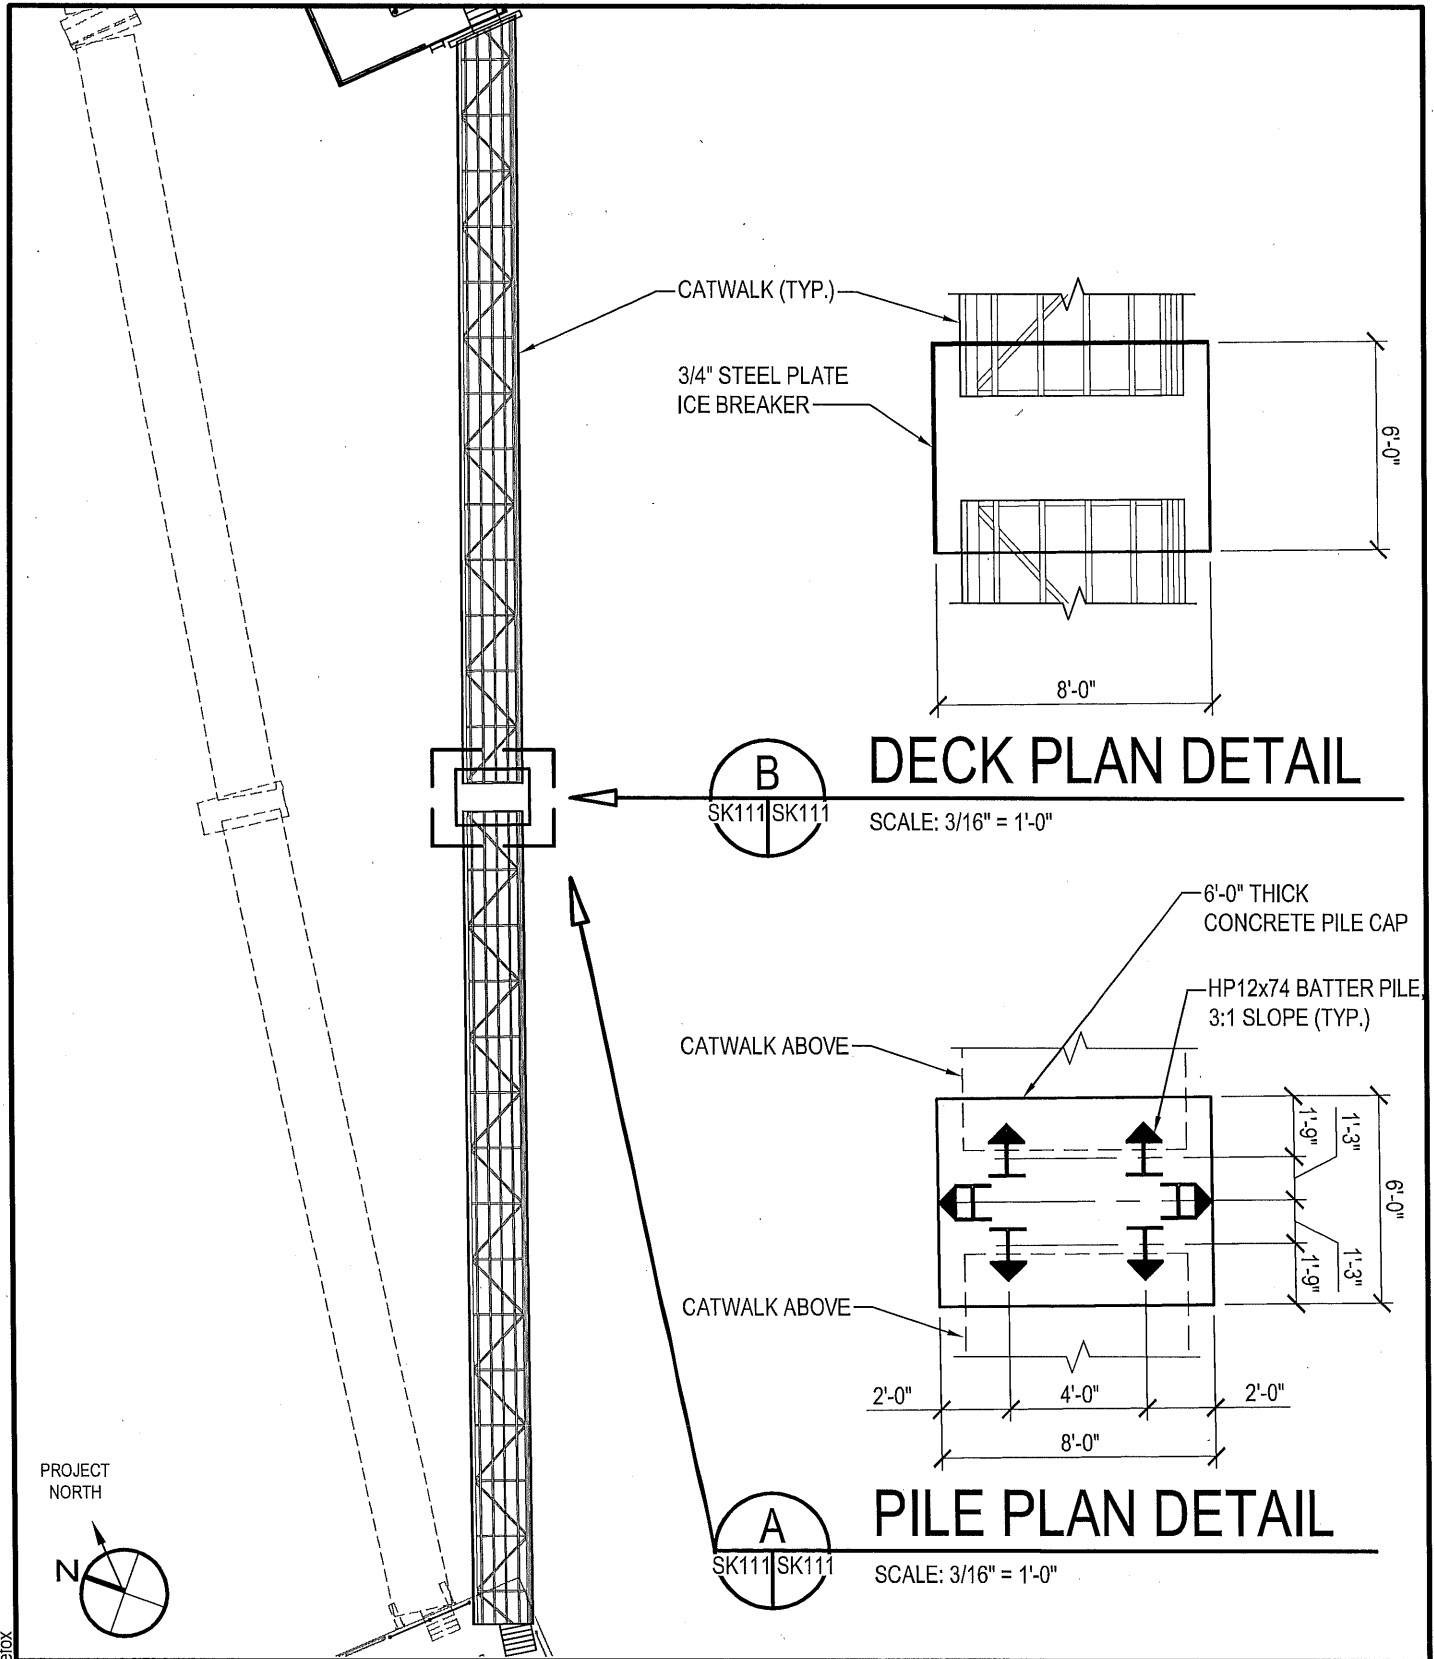 CATWALK (TYP.)
3/4" STEEL PLATE
ICE BREAKER
6'-0"
8'-0"
B
SK111 SK111
DECK PLAN DETAIL
SCALE: 3/16" = 1'-0"
6'-0" THICK
CONCRETE PILE CAP
HP12x74 BATTER PILE,
3:1 SLOPE (TYP.)
CATWALK ABOVE
1'-9"
1'-3"
6'-0"
1'-9"
1'-3"
CATWALK ABOVE
2'-0"
4'-0"
2'-0"
8'-0"
A
SK111 SK111
PILE PLAN DETAIL
SCALE: 3/16" = 1'-0"
PROJECT
NORTH
N